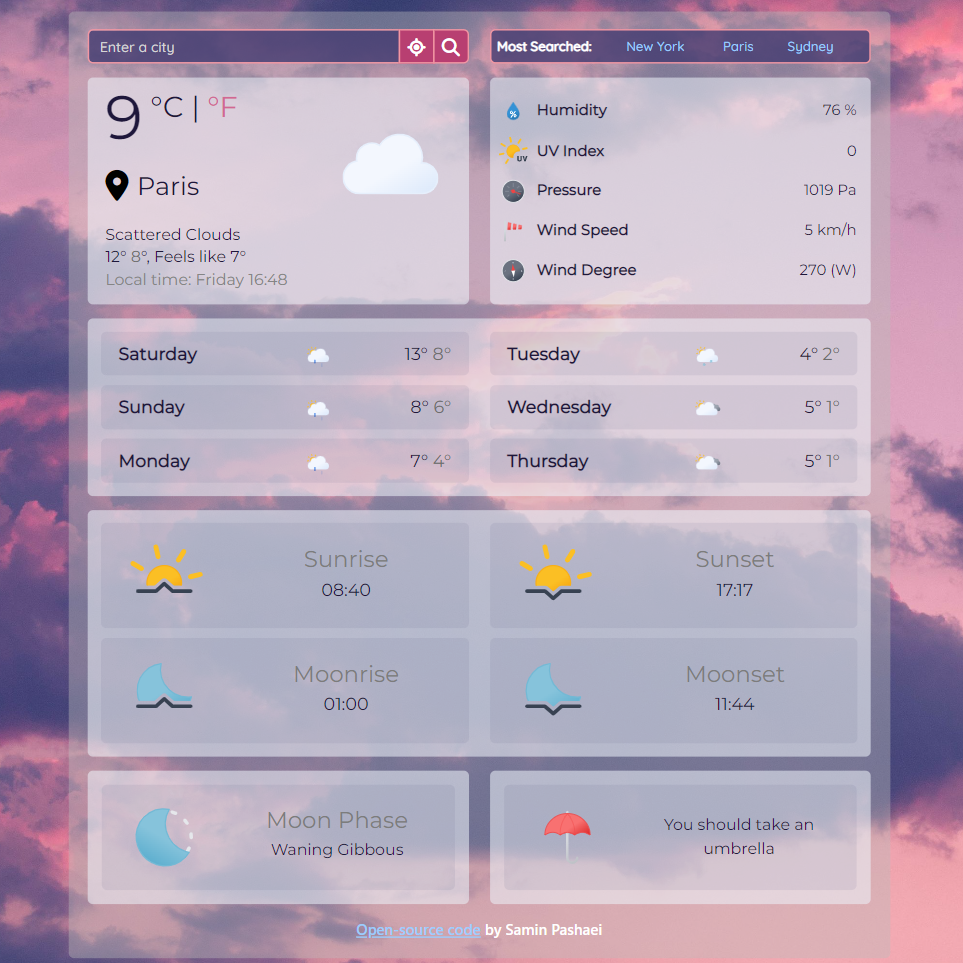 Enter a city
Most Searched: New York Paris Sydney
9 °C | °F
Paris
Scattered Clouds
12° 8°, Feels like 7°
Local time: Friday 16:48
Humidity 76 %
UV
UV Index 0
Pressure 1019 Pa
Wind Speed 5 km/h
Wind Degree 270 (W)
Saturday 13° 8°
Sunday 8° 6°
Monday 7° 4°
Tuesday 4° 2°
Wednesday 5° 1°
Thursday 5° 1°
Sunrise
08:40
Sunset
17:17
Moonrise
01:00
Moonset
11:44
Moon Phase
Waning Gibbous
You should take an
umbrella
Open-source code by Samin Pashaei